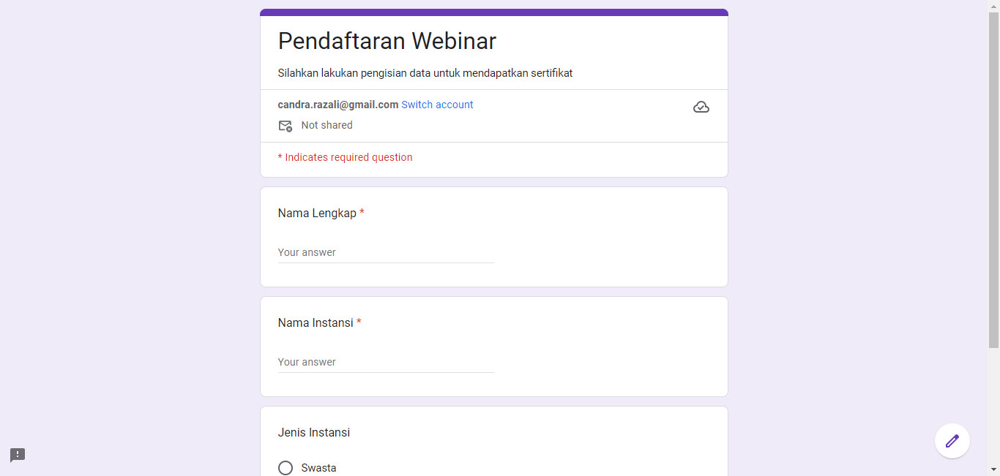 Pendaftaran Webinar
Silahkan lakukan pengisian data untuk mendapatkan sertifikat
candra.razali@gmail.com Switch account
Not shared
* Indicates required question
Nama Lengkap *
Your answer
Nama Instansi *
Your answer
Jenis Instansi
Swasta